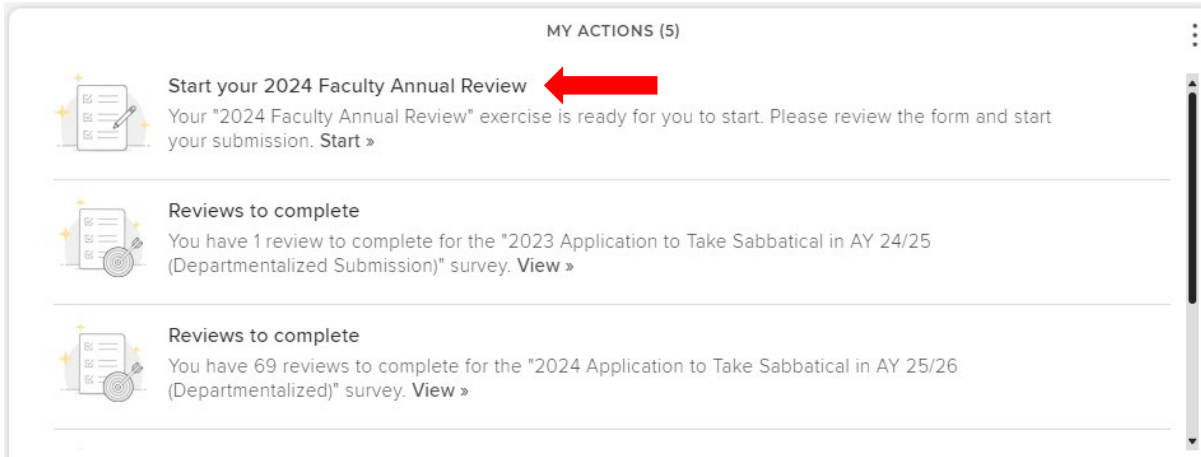 MY ACTIONS (5)
Start your 2024 Faculty Annual Review
Your "2024 Faculty Annual Review" exercise is ready for you to start. Please review the form and start
your submission. Start »
Reviews to complete
You have 1 review to complete for the "2023 Application to Take Sabbatical in AY 24/25
(Departmentalized Submission)" survey. View »
Reviews to complete
You have 69 reviews to complete for the "2024 Application to Take Sabbatical in AY 25/26
(Departmentalized)" survey. View »